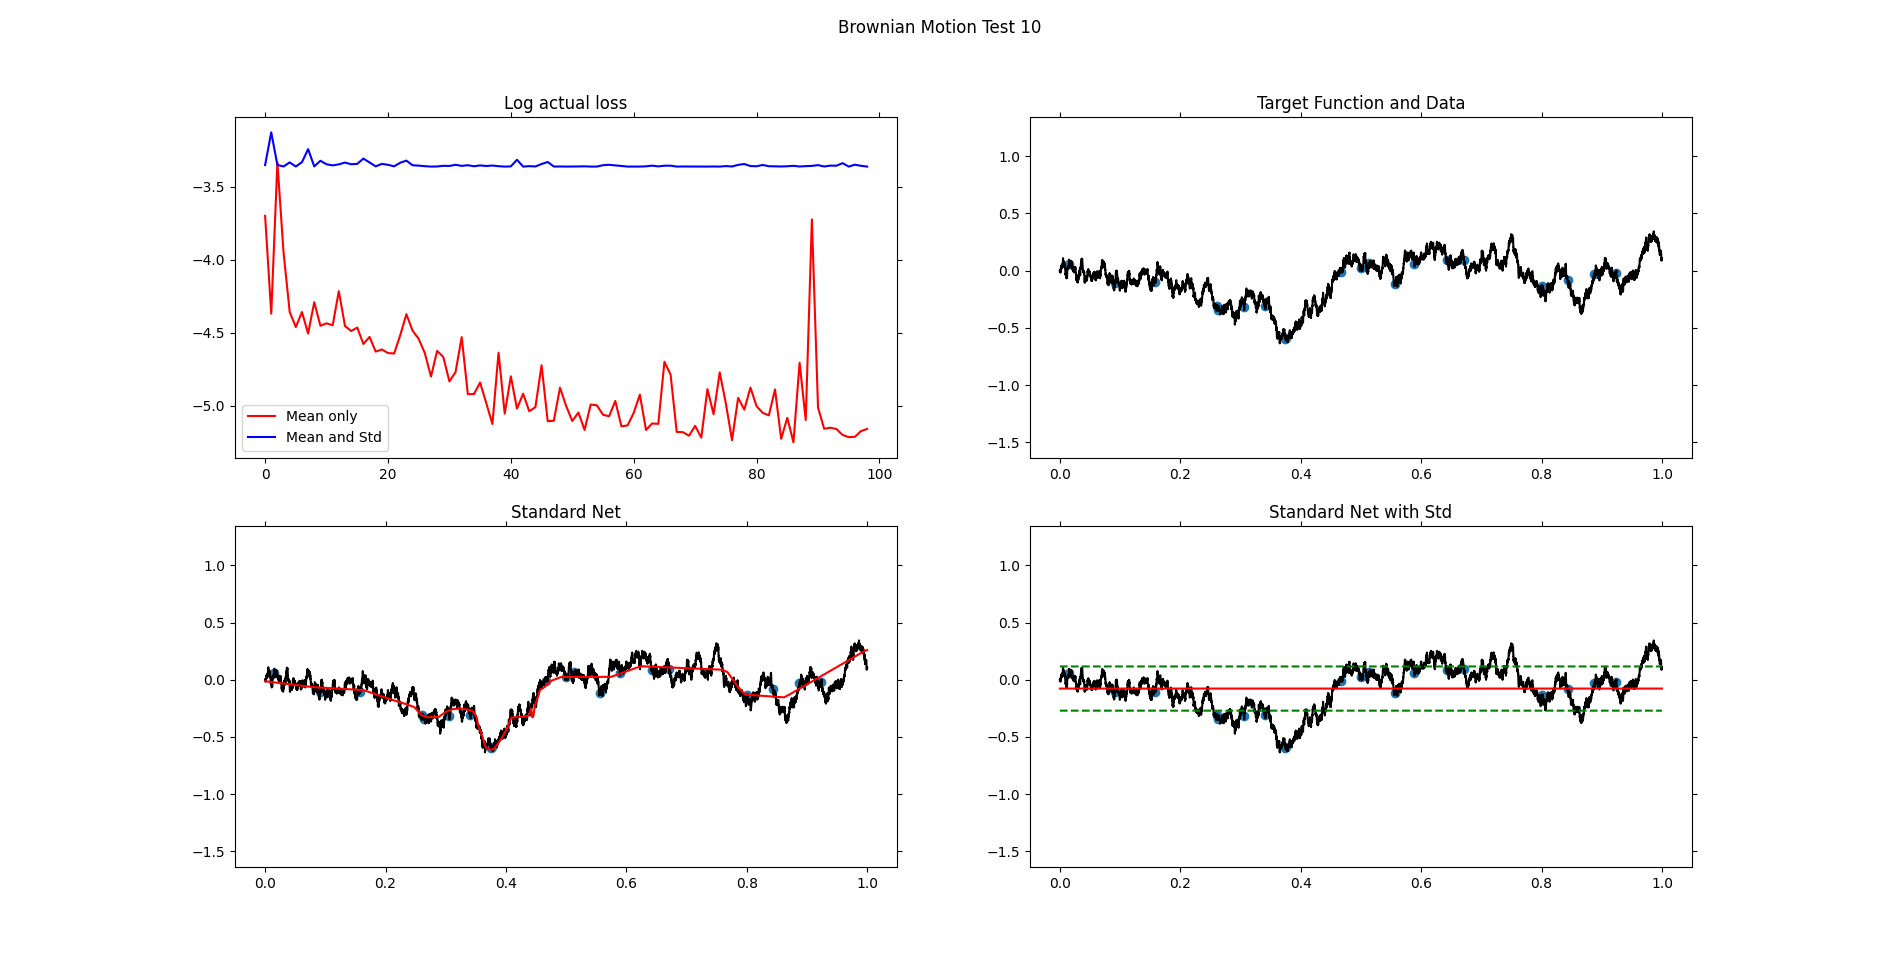 Brownian Motion Test 10
Log actual loss
−3.5
−4.0
−4.5
−5.0
Mean only
Mean and Std
0 20 40 60 80 100
Target Function and Data
1.0
0.5
0.0
−0.5
−1.0
−1.5
0.0 0.2 0.4 0.6 0.8 1.0
Standard Net
1.0
0.5
0.0
−0.5
−1.0
−1.5
0.0 0.2 0.4 0.6 0.8 1.0
Standard Net with Std
1.0
0.5
0.0
−0.5
−1.0
−1.5
0.0 0.2 0.4 0.6 0.8 1.0